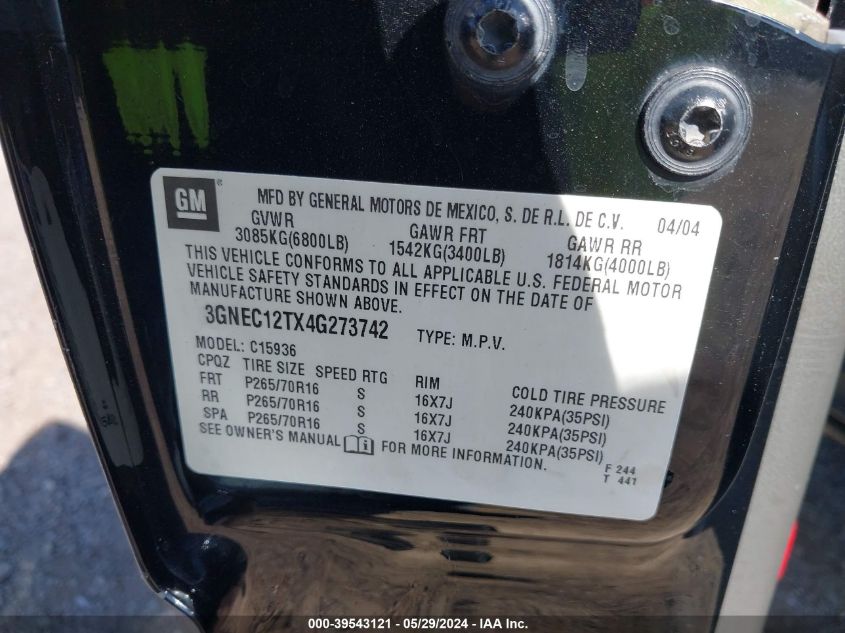 GM
MFD BY GENERAL MOTORS DE MEXICO, S. DE R.L. DE C.V. 04/04
GVWR GAWR FRT GAWR RR
3085KG(6800LB) 1542KG(3400LB) 1814KG(4000LB)
THIS VEHICLE CONFORMS TO ALL APPLICABLE U.S. FEDERAL MOTOR
VEHICLE SAFETY STANDARDS IN EFFECT ON THE DATE OF
MANUFACTURE SHOWN ABOVE.
3GNEC12TX4G273742 TYPE: M.P.V.
MODEL: C15936
CPQZ TIRE SIZE SPEED RTG RIM COLD TIRE PRESSURE
FRT P265/70R16 S 16X7J 240KPA(35PSI)
RR P265/70R16 S 16X7J 240KPA(35PSI)
SPA P265/70R16 S 16X7J 240KPA(35PSI)
SEE OWNER'S MANUAL FOR MORE INFORMATION.
F 244
T 441
000-39543121 - 05/29/2024 - IAA Inc.